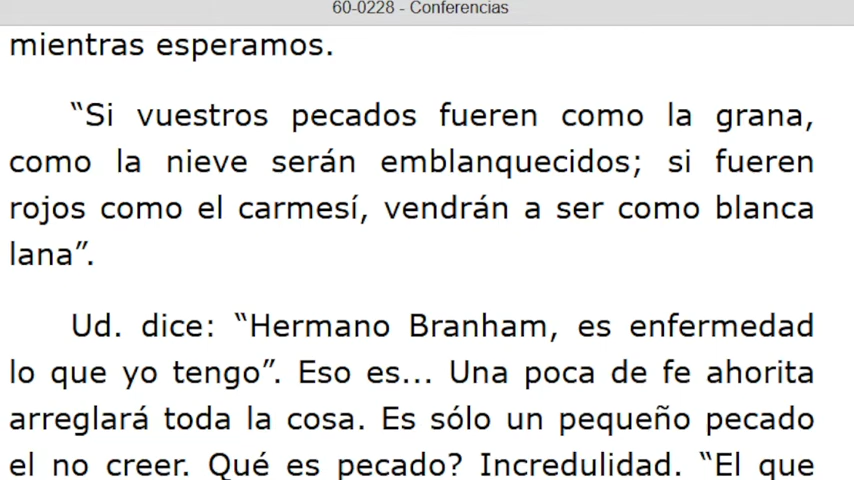 60-0228 - Conferencias
mientras esperamos.
“Si vuestros pecados fueren como la grana,
como la nieve serán emblanquecidos; si fueren
rojos como el carmesí, vendrán a ser como blanca
lana”.
Ud. dice: “Hermano Branham, es enfermedad
lo que yo tengo”. Eso es... Una poca de fe ahorita
arreglará toda la cosa. Es sólo un pequeño pecado
el no creer. Qué es pecado? Incredulidad. “El que